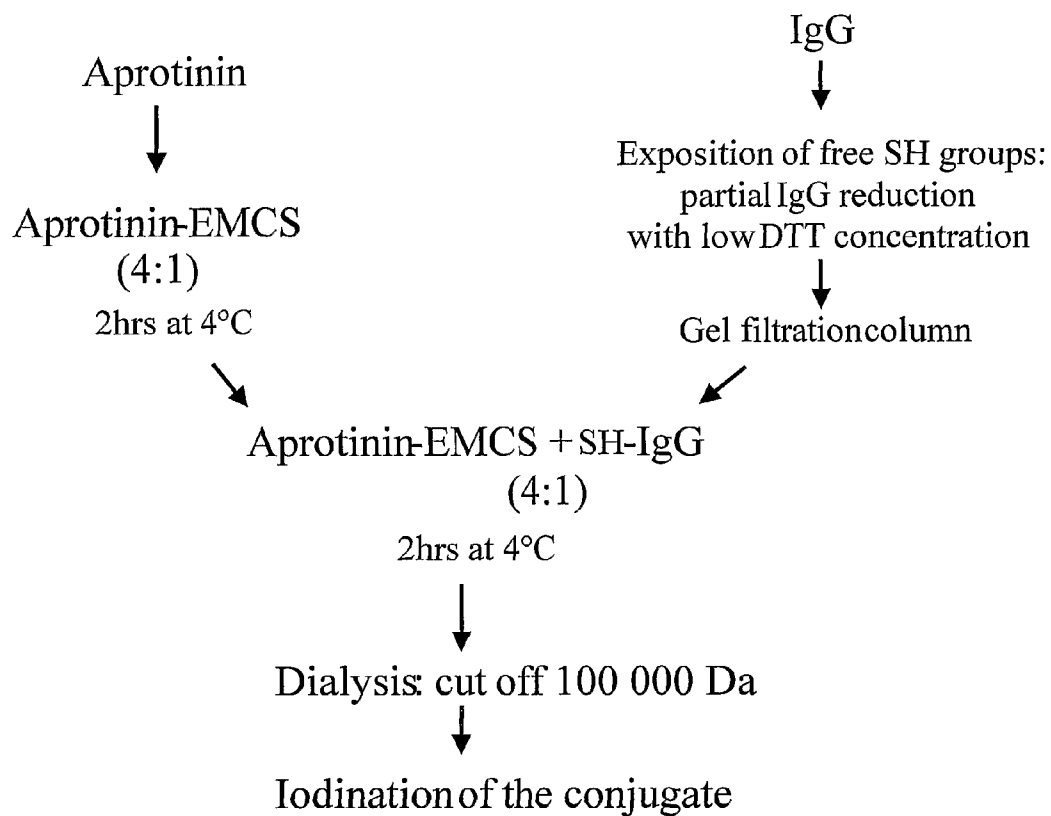 Aprotinin
Aprotinin-EMCS
(4:1)
2hrs at 4°C
IgG
Exposition of free SH groups:
partial IgG reduction
with low DTT concentration
Gel filtration column
Aprotinin-EMCS + SH-IgG
(4:1)
2hrs at 4°C
Dialysis: cut off 100 000 Da
Iodination of the conjugate